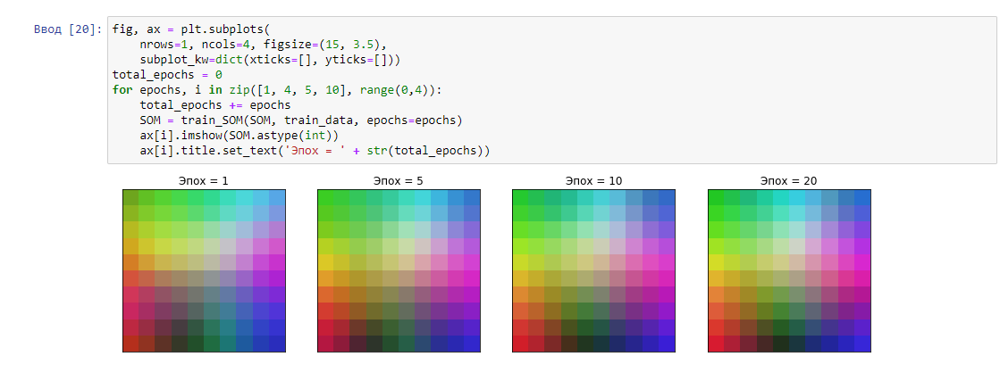 Ввод [20]: fig, ax = plt.subplots(
    nrows=1, ncols=4, figsize=(15, 3.5),
    subplot_kw=dict(xticks=[], yticks=[]))
total_epochs = 0
for epochs, i in zip([1, 4, 5, 10], range(0,4)):
    total_epochs += epochs
    SOM = train_SOM(SOM, train_data, epochs=epochs)
    ax[i].imshow(SOM.astype(int))
    ax[i].title.set_text('Эпох = ' + str(total_epochs))
Эпох = 1 Эпох = 5 Эпох = 10 Эпох = 20